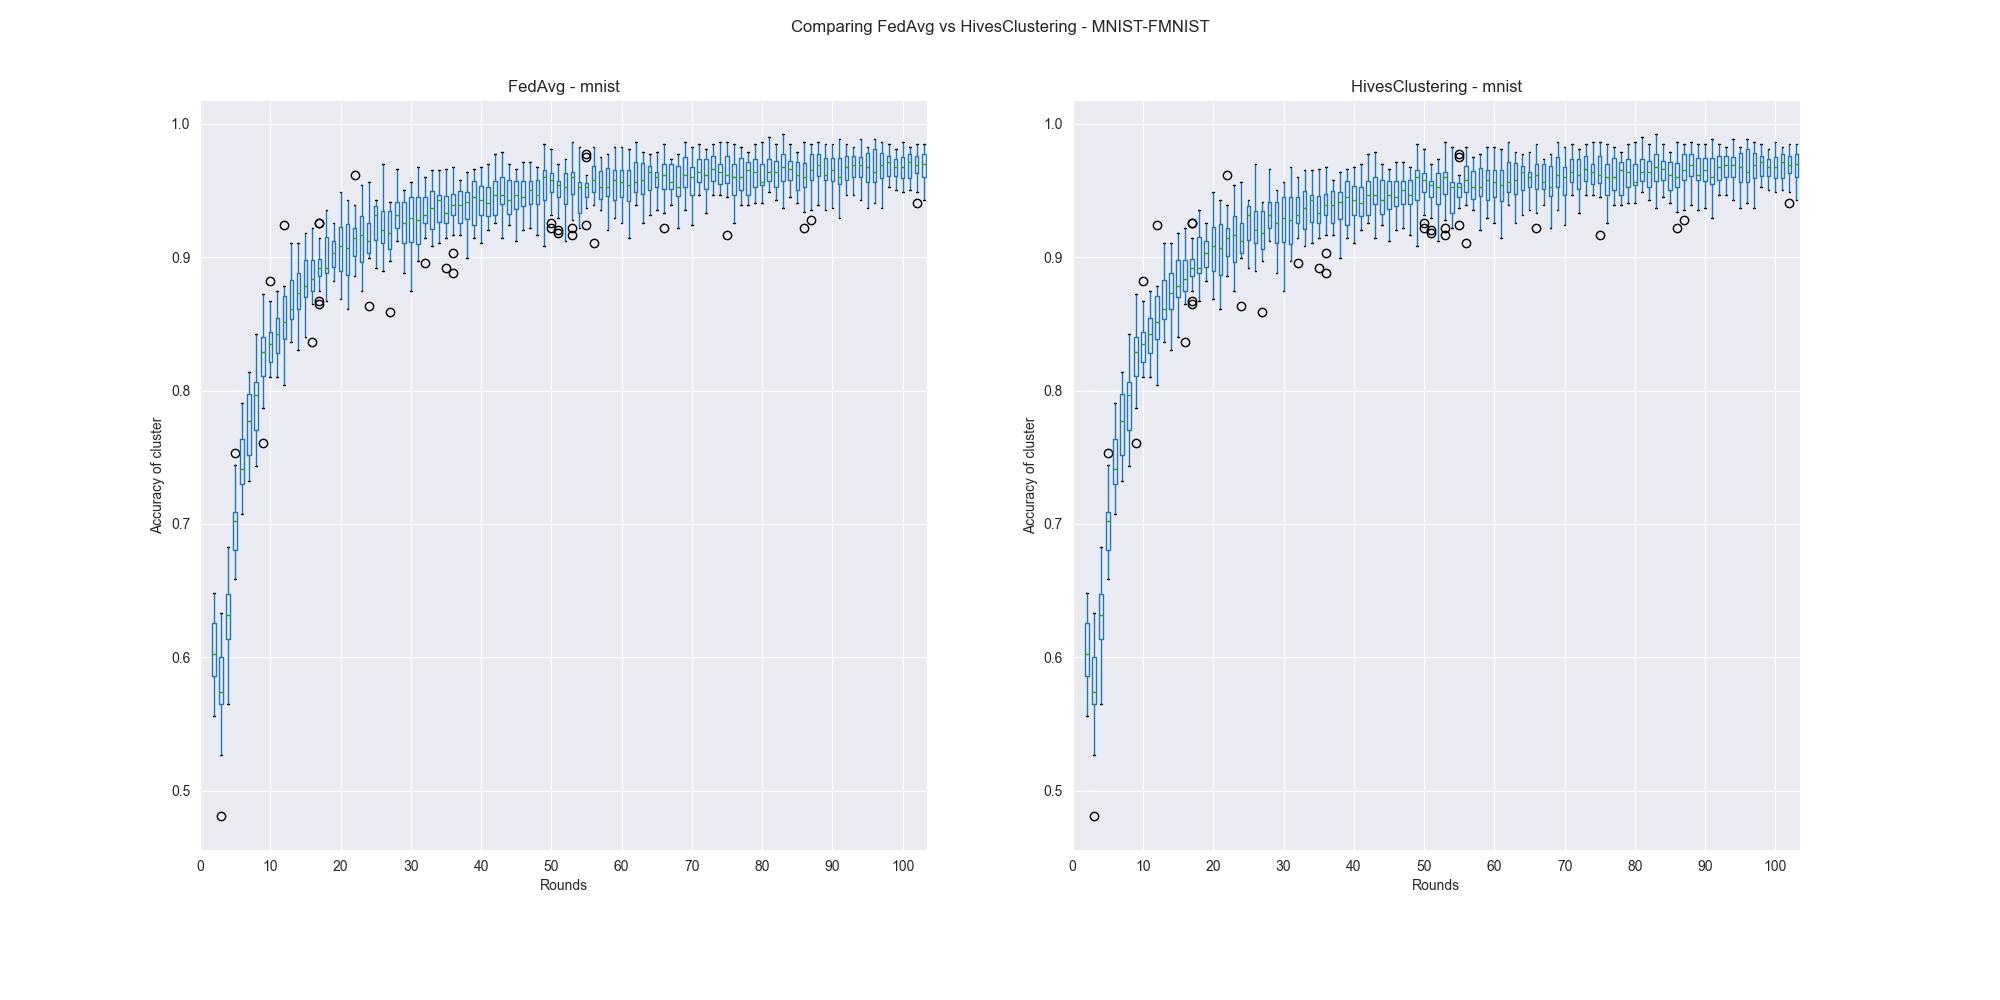 Comparing FedAvg vs HivesClustering - MNIST-FMNIST
FedAvg - mnist
1.0
0.9
0.8
0.7
0.6
0.5
Accuracy of cluster
0 10 20 30 40 50 60 70 80 90 100
Rounds
HivesClustering - mnist
1.0
0.9
0.8
0.7
0.6
0.5
Accuracy of cluster
0 10 20 30 40 50 60 70 80 90 100
Rounds